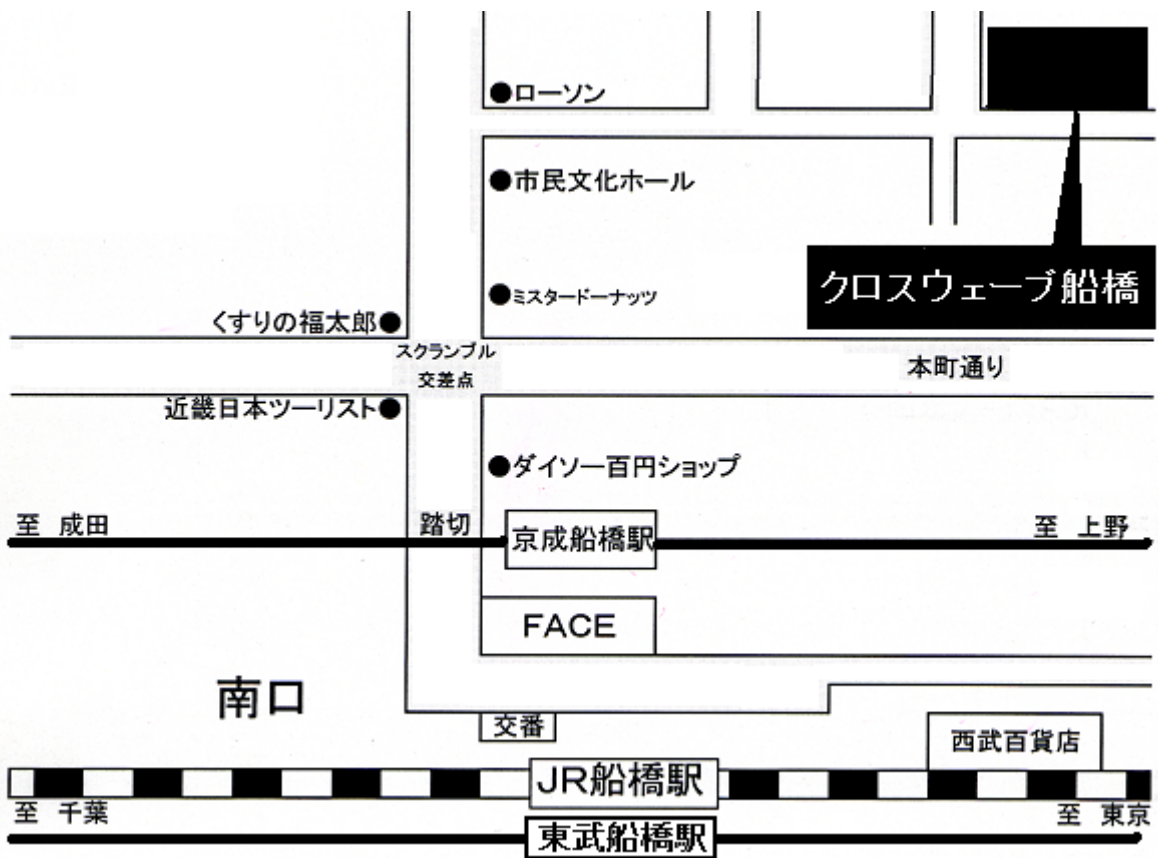 ●ローソン
●市民文化ホール
●ミスタードーナッツ
クロスウェーブ船橋
くすりの福太郎●
スクランブル
交差点
本町通り
近畿日本ツーリスト●
●ダイソー百円ショップ
至 成田
踏切
京成船橋駅
至 上野
FACE
南口
交番
西武百貨店
JR船橋駅
至 千葉
至 東京
東武船橋駅